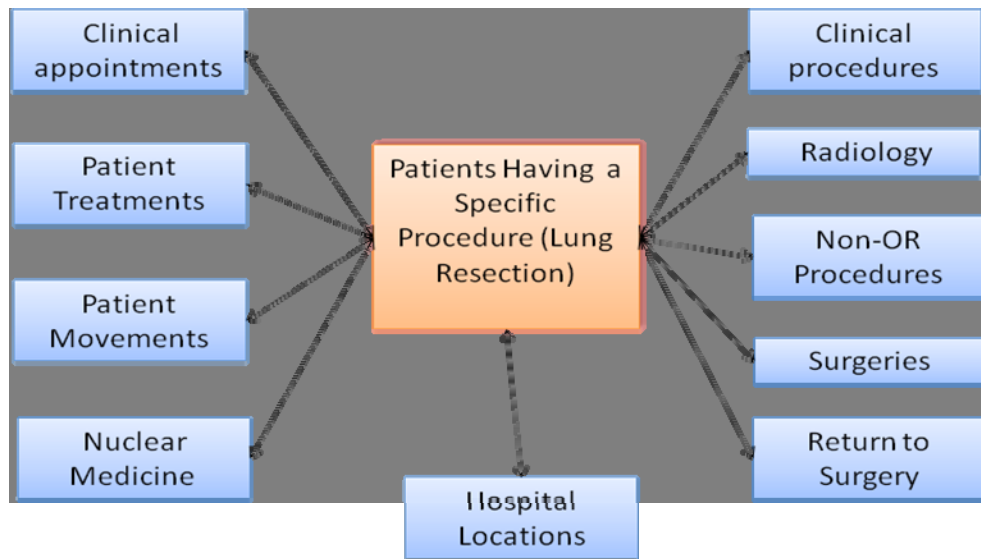 Clinical
appointments
Patient
Treatments
Patient
Movements
Nuclear
Medicine
Patients Having a
Specific
Procedure (Lung
Resection)
Hospital
Locations
Clinical
procedures
Radiology
Non-OR
Procedures
Surgeries
Return to
Surgery